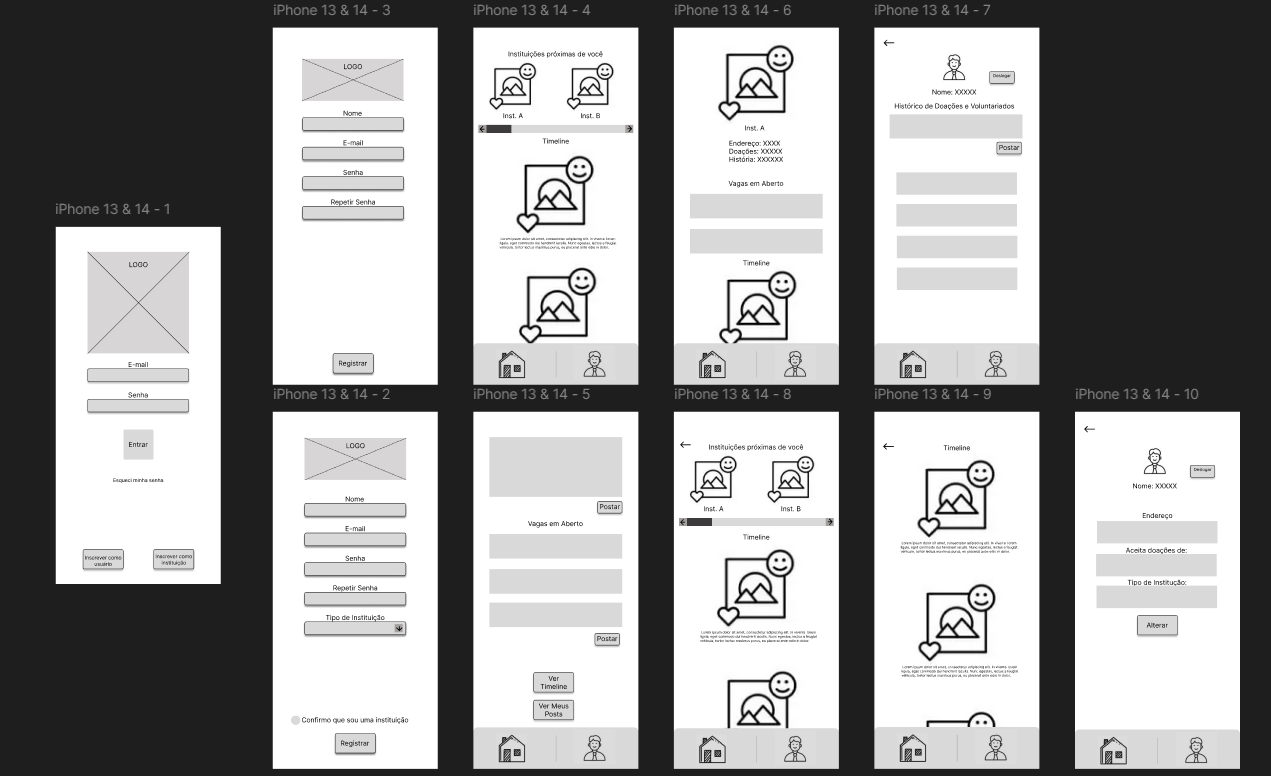 iPhone 13 & 14 - 1
LOGO
E-mail
Senha
Entrar
Esqueci minha senha
Inscrever como
usuário
Inscrever como
Instituição
iPhone 13 & 14 - 3
LOGO
Nome
E-mail
Senha
Repetir Senha
Registrar
iPhone 13 & 14 - 4
Instituições próximas de você
Inst. A
Inst. B
Timeline
iPhone 13 & 14 - 6
Inst. A
Endereço: XXXX
Doações: XXXXX
História: XXXXXX
Vagas em Aberto
Timeline
iPhone 13 & 14 - 7
Deslogar
Nome: XXXXX
Histórico de Doações e Voluntariados
Postar
iPhone 13 & 14 - 2
LOGO
Nome
E-mail
Senha
Repetir Senha
Tipo de Instituição
Confirmo que sou uma instituição
Registrar
iPhone 13 & 14 - 5
Postar
Vagas em Aberto
Postar
Ver
Timeline
Ver Meus
Posts
iPhone 13 & 14 - 8
Instituições próximas de você
Inst. A
Inst. B
Timeline
iPhone 13 & 14 - 9
Timeline
iPhone 13 & 14 - 10
Deslogar
Nome: XXXXX
Endereço
Aceita doações de:
Tipo de Institução:
Alterar